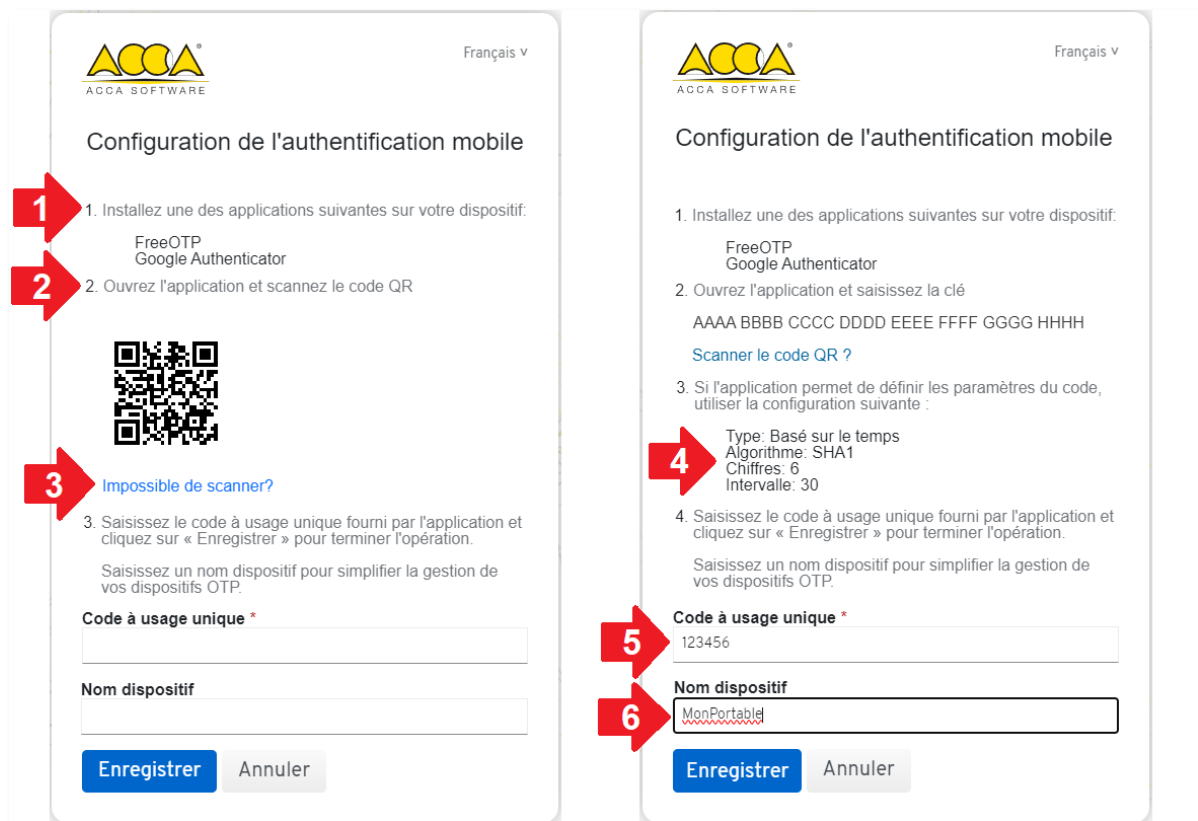 ACCA
ACCA SOFTWARE
Français
Configuration de l'authentification mobile
1
1. Installez une des applications suivantes sur votre dispositif:
FreeOTP
Google Authenticator
2
2. Ouvrez l'application et scannez le code QR
3
Impossible de scanner?
3. Saisissez le code à usage unique fourni par l'application et
cliquez sur « Enregistrer » pour terminer l'opération.
Saisissez un nom dispositif pour simplifier la gestion de
vos dispositifs OTP.
Code à usage unique *
Nom dispositif
Enregistrer Annuler
ACCA
ACCA SOFTWARE
Français
Configuration de l'authentification mobile
1. Installez une des applications suivantes sur votre dispositif:
FreeOTP
Google Authenticator
2. Ouvrez l'application et saisissez la clé
AAAA BBBB CCCC DDDD EEEE FFFF GGGG HHHH
Scanner le code QR ?
3. Si l'application permet de définir les paramètres du code,
utiliser la configuration suivante :
Type: Basé sur le temps
4
Algorithme: SHA1
Chiffres: 6
Intervalle: 30
4. Saisissez le code à usage unique fourni par l'application et
cliquez sur « Enregistrer » pour terminer l'opération.
Saisissez un nom dispositif pour simplifier la gestion de
vos dispositifs OTP.
Code à usage unique *
5
123456
Nom dispositif
6
MonPortable
Enregistrer Annuler